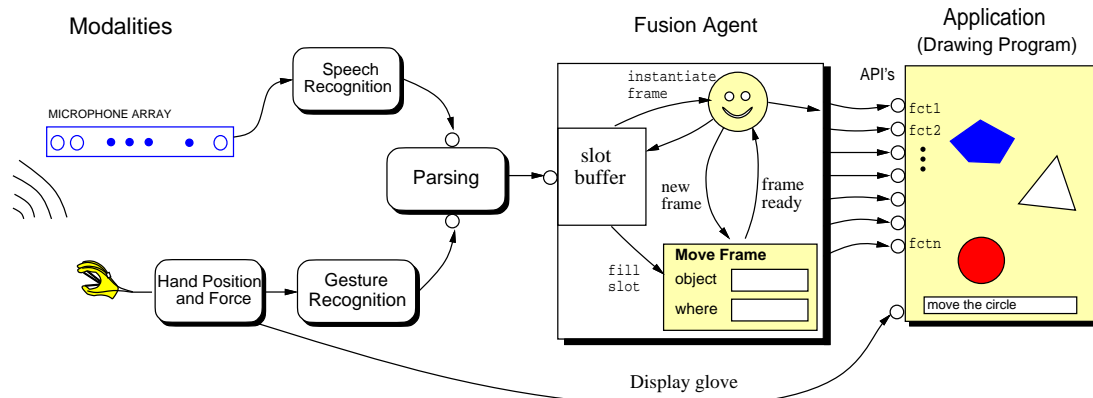 Modalities
MICROPHONE ARRAY
Speech
Recognition
Parsing
Hand Position
and Force
Gesture
Recognition
Fusion Agent
instantiate
frame
slot
buffer
new
frame
frame
ready
fill
slot
Move Frame
object
where
Display glove
Application
(Drawing Program)
API's
fct1
fct2
fctn
move the circle